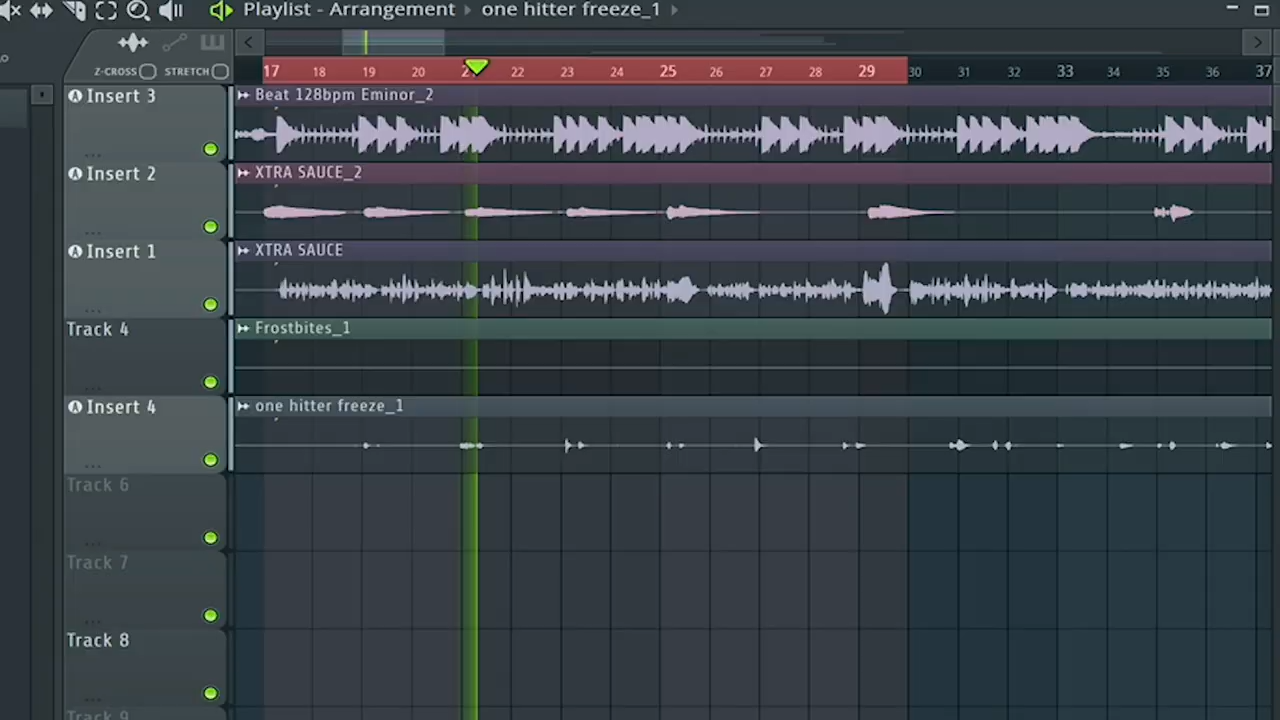 Playlist - Arrangement › one hitter freeze_1 ›
Z-CROSS STRETCH
17 18 19 20 22 23 24 25 26 27 28 29 30 31 32 33 34 35 36 37
Insert 3
Beat 128bpm Eminor_2
Insert 2
XTRA SAUCE_2
Insert 1
XTRA SAUCE
Track 4
Frostbites_1
Insert 4
one hitter freeze_1
Track 6
Track 7
Track 8
Track 9